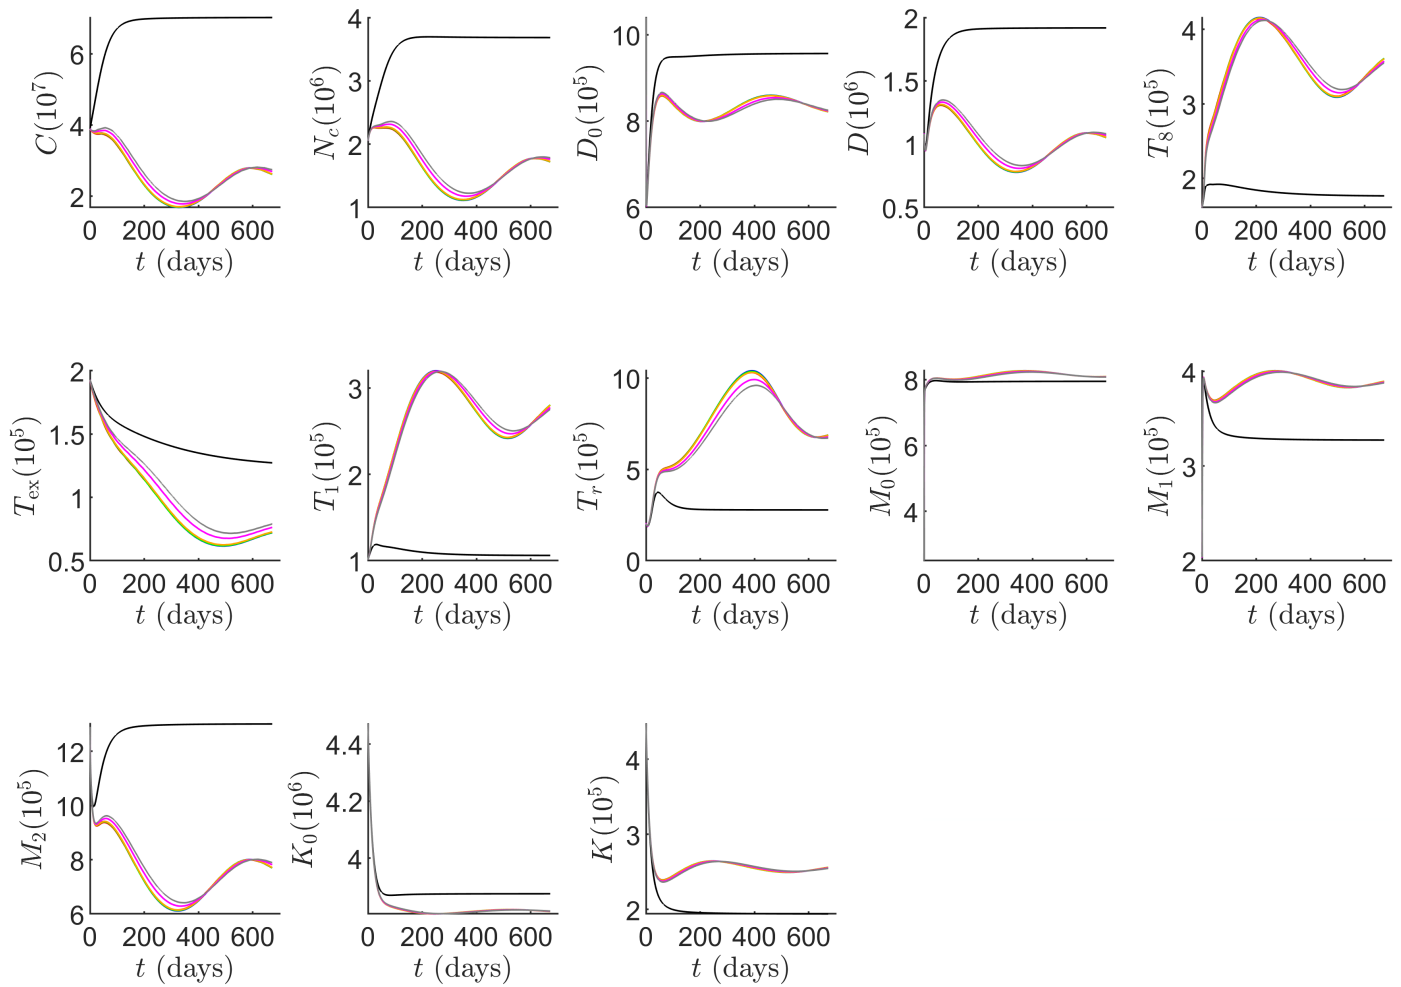 C(10^7)
6
4
2
0 200 400 600
t (days)
N_c(10^6)
4
3
2
1
0 200 400 600
t (days)
D_0(10^5)
10
8
6
0 200 400 600
t (days)
D(10^6)
2
1.5
1
0.5
0 200 400 600
t (days)
T_8(10^5)
4
3
2
0 200 400 600
t (days)
T_ex(10^5)
2
1.5
1
0.5
0 200 400 600
t (days)
T_1(10^5)
3
2
1
0 200 400 600
t (days)
T_r(10^5)
10
5
0
0 200 400 600
t (days)
M_0(10^5)
8
6
4
0 200 400 600
t (days)
M_1(10^5)
4
3
2
0 200 400 600
t (days)
M_2(10^5)
12
10
8
6
0 200 400 600
t (days)
K_0(10^6)
4.4
4.2
4
0 200 400 600
t (days)
K(10^5)
4
3
2
0 200 400 600
t (days)